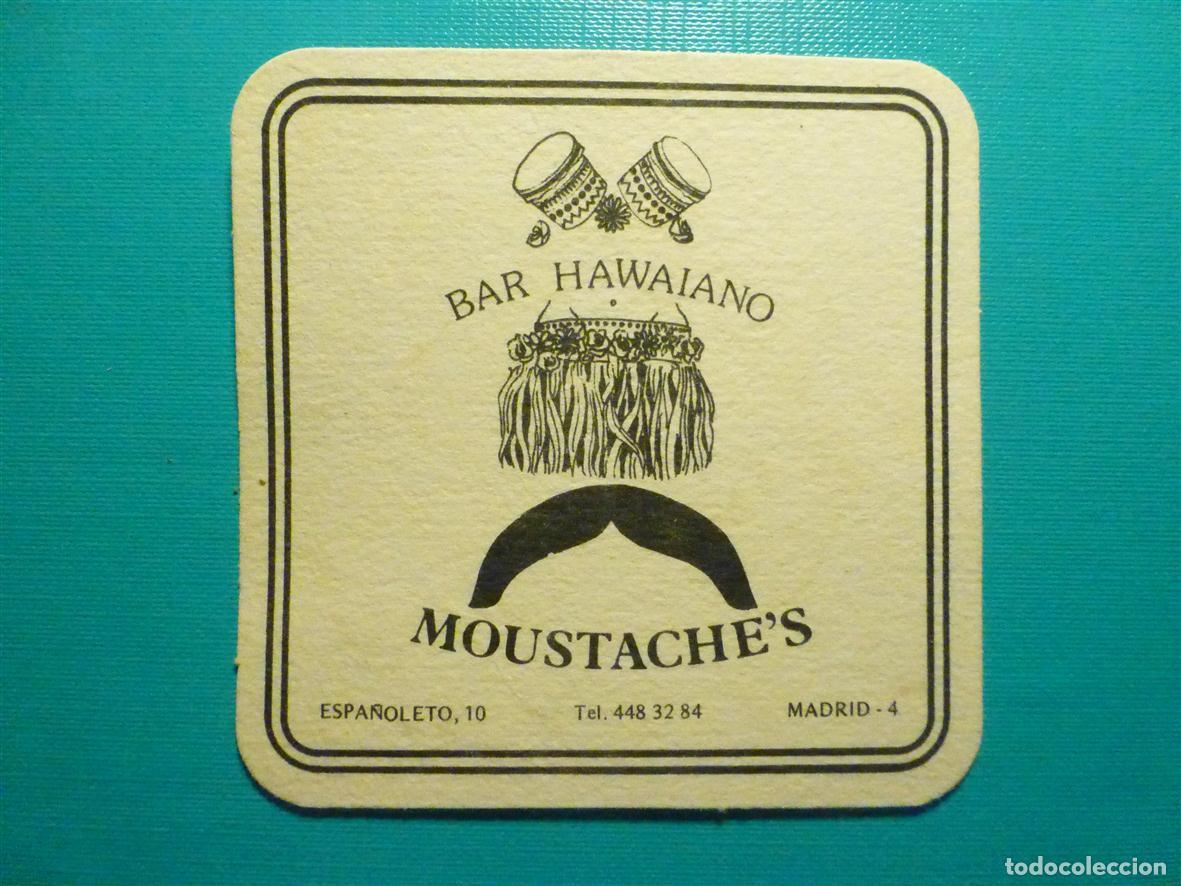 BAR HAWAIANO
MOUSTACHE'S
ESPAÑOLETO, 10 Tel. 448 32 84 MADRID - 4
todocoleccion